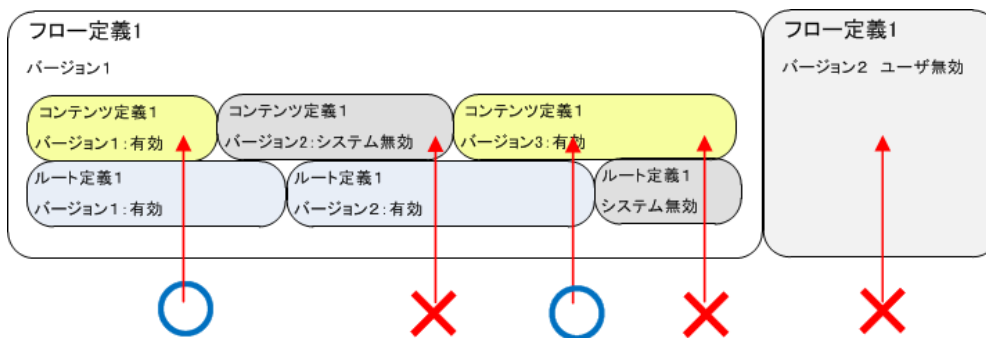 フロー定義1
バージョン1
コンテンツ定義1
バージョン1:有効
コンテンツ定義1
バージョン2:システム無効
コンテンツ定義1
バージョン3:有効
ルート定義1
バージョン1:有効
ルート定義1
バージョン2:有効
ルート定義1
システム無効
フロー定義1
バージョン2 ユーザ無効